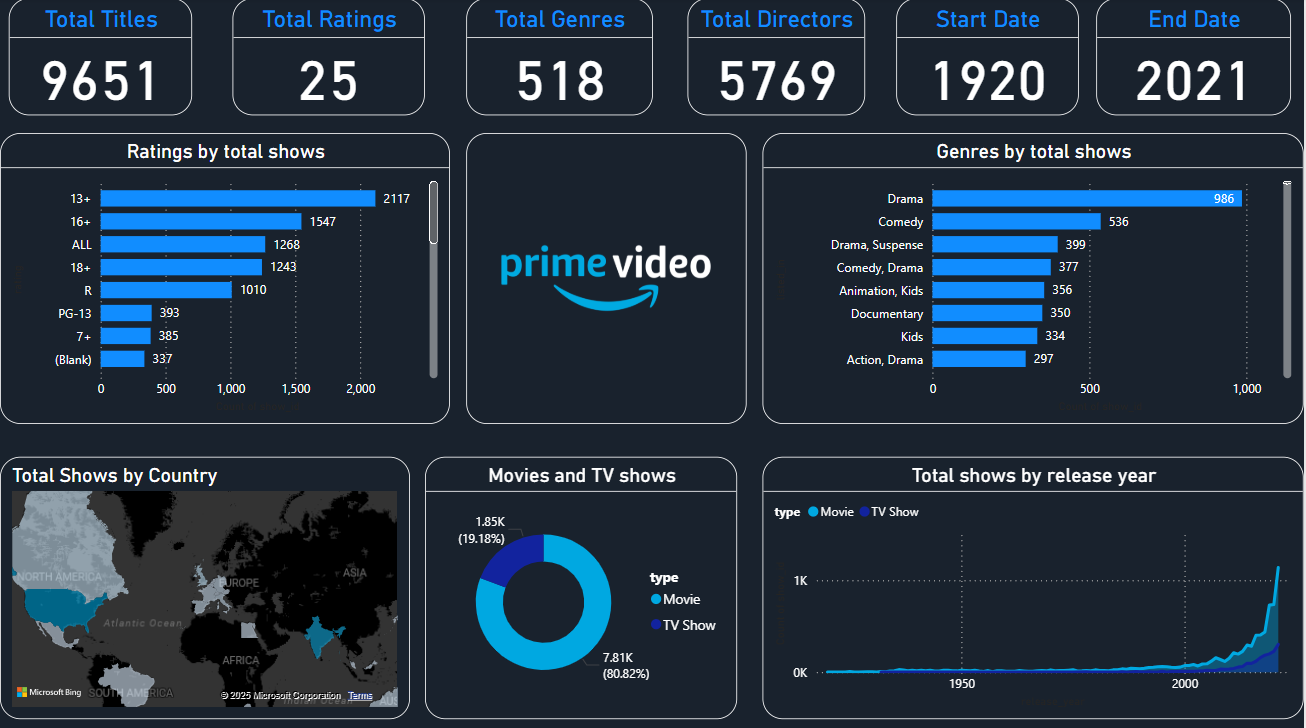 Total Titles
9651
Total Ratings
25
Total Genres
518
Total Directors
5769
Start Date
1920
End Date
2021
Ratings by total shows
13+ 2117
16+ 1547
ALL 1268
18+ 1243
R 1010
PG-13 393
7+ 385
(Blank) 337
0 500 1,000 1,500 2,000
prime video
Genres by total shows
Drama 986
Comedy 536
Drama, Suspense 399
Comedy, Drama 377
Animation, Kids 356
Documentary 350
Kids 334
Action, Drama 297
0 500 1,000
Total Shows by Country
NORTH AMERICA
EUROPE
ASIA
Atlantic Ocean
AFRICA
SOUTH AMERICA
Indian Ocean
AUS
Microsoft Bing
© 2025 Microsoft Corporation Terms
Movies and TV shows
1.85K
(19.18%)
7.81K
(80.82%)
type
Movie
TV Show
Total shows by release year
type Movie TV Show
1K
0K
1950 2000